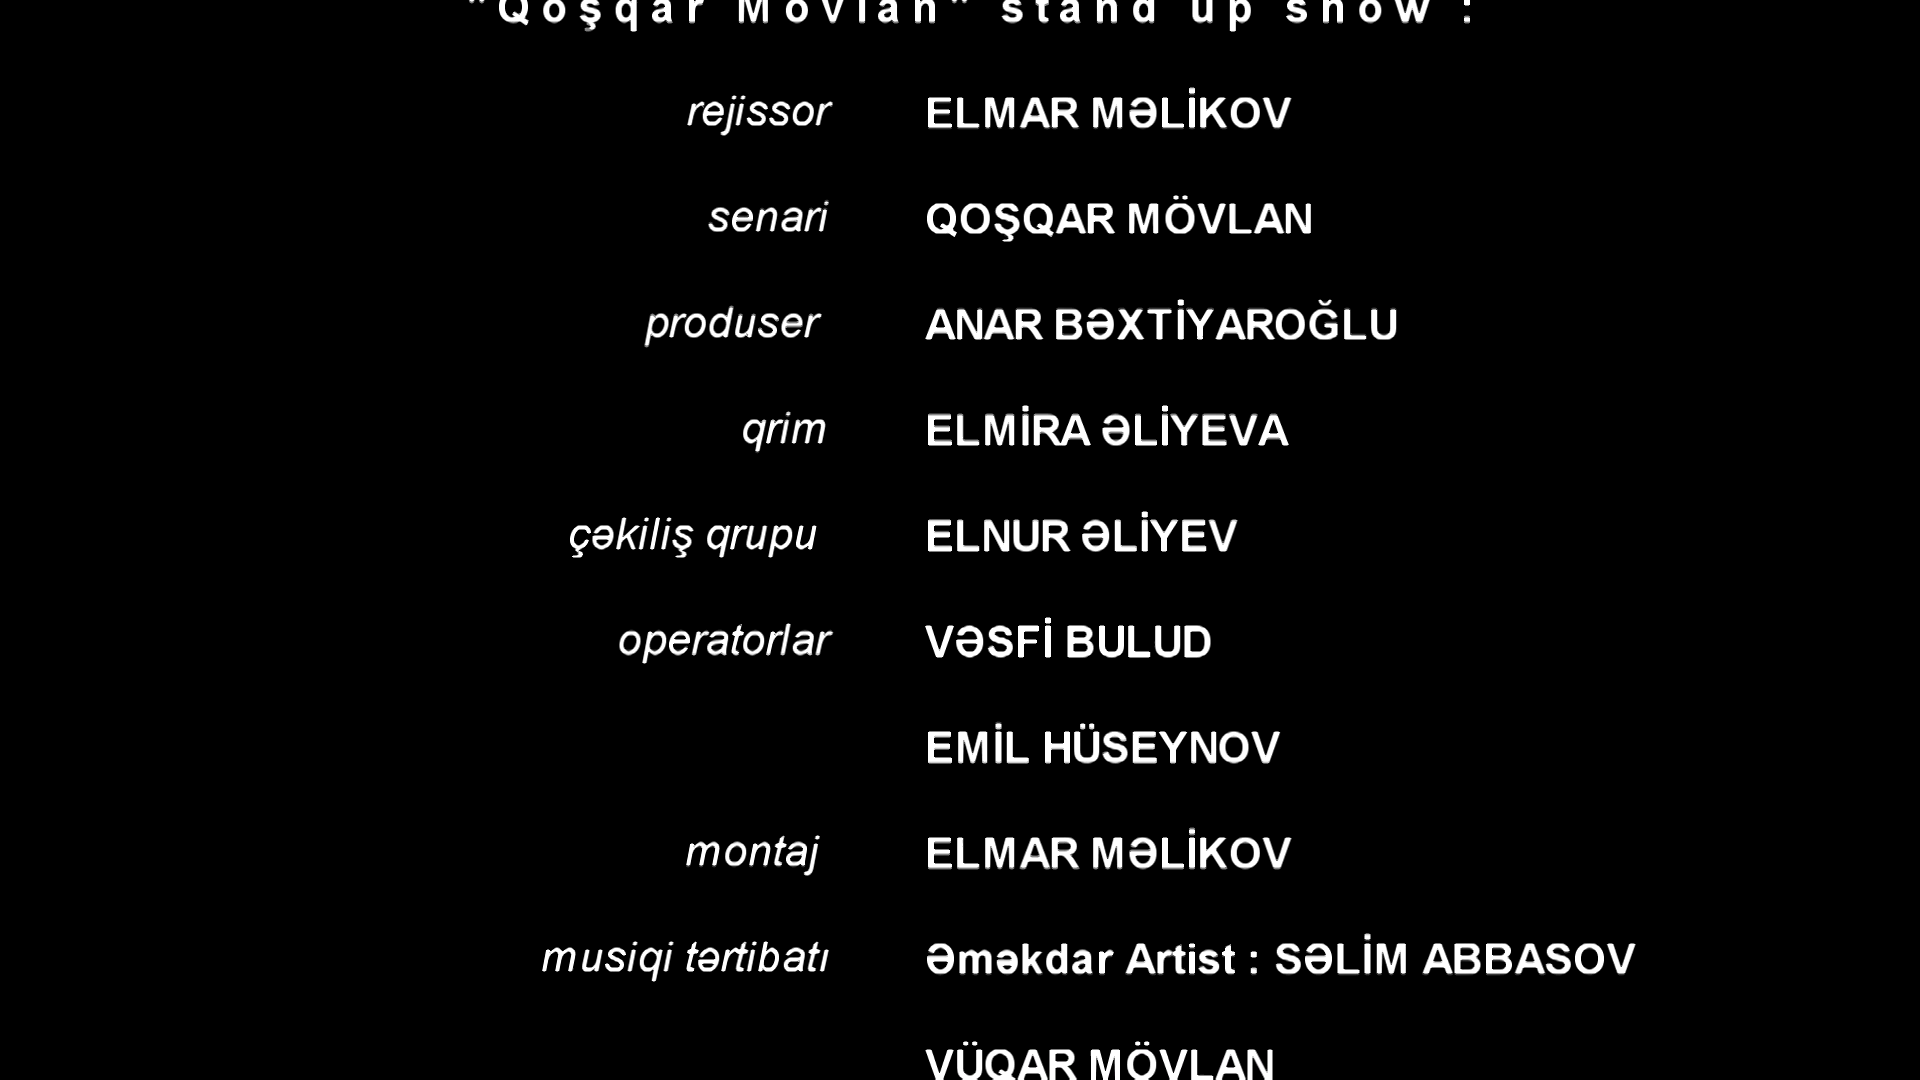 "Qoşqar Mövlan" stand up show :
rejissor ELMAR MƏLİKOV
senari QOŞQAR MÖVLAN
produser ANAR BƏXTİYAROĞLU
qrim ELMİRA ƏLİYEVA
çəkiliş qrupu ELNUR ƏLİYEV
operatorlar VƏSFİ BULUD
EMİL HÜSEYNOV
montaj ELMAR MƏLİKOV
musiqi tərtibatı Əməkdar Artist : SƏLİM ABBASOV
VÜQAR MÖVLAN